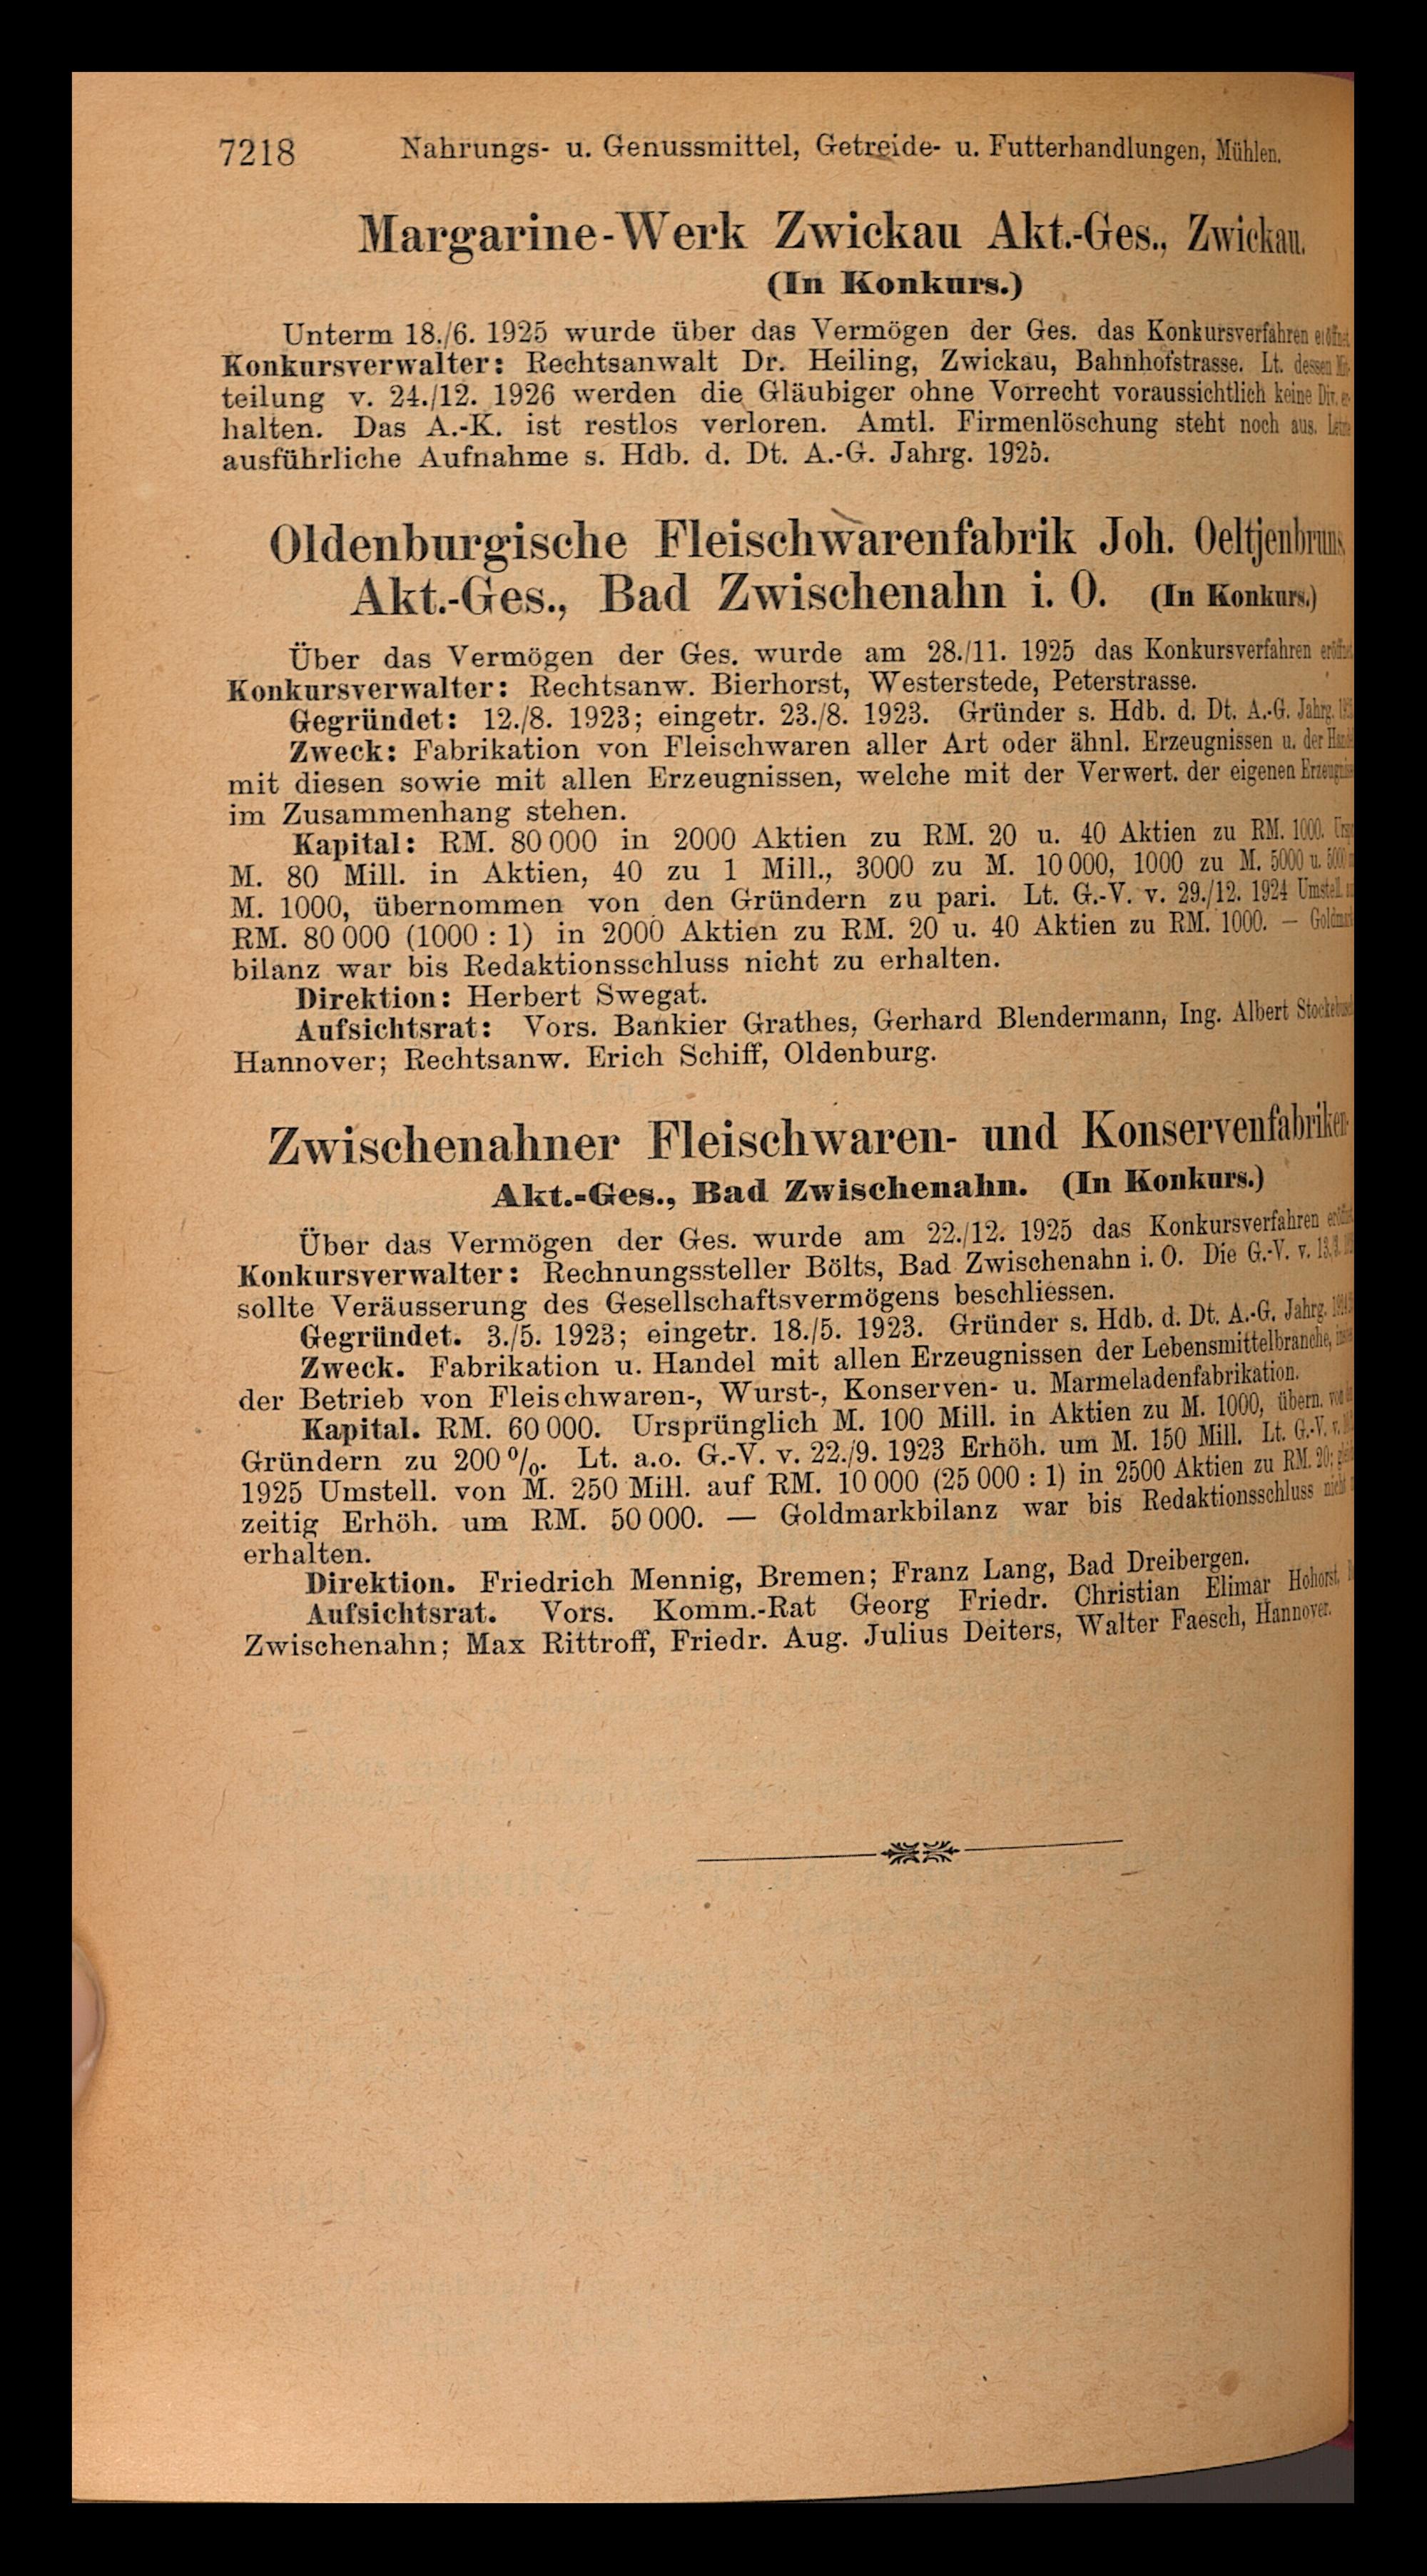 7218 Nahrungs- u. Genussmittel, Getreide- u. Futterhandlungen, Mühlen.
Margarine-Werk Zwickau Akt.-Ges., Zwickau.
(In Konkurs.)
Unterm 18./6. 1925 wurde über das Vermögen der Ges. das Konkursverfahren eröffnet
Konkursverwalter: Rechtsanwalt Dr. Heiling, Zwickau, Bahnhofstrasse. Lt. dessen Mit-
teilung v. 24./12. 1926 werden die Gläubiger ohne Vorrecht voraussichtlich keine Div. er-
halten. Das A.-K. ist restlos verloren. Amtl. Firmenlöschung steht noch aus. Letzte
ausführliche Aufnahme s. Hdb. d. Dt. A.-G. Jahrg. 1925.
Oldenburgische Fleischwarenfabrik Joh. Oeltjenbruns
Akt.-Ges., Bad Zwischenahn i. O. (In Konkurs.)
Über das Vermögen der Ges. wurde am 28./11. 1925 das Konkursverfahren eröffnet
Konkursverwalter: Rechtsanw. Bierhorst, Westerstede, Peterstrasse.
Gegründet: 12./8. 1923; eingetr. 23./8. 1923. Gründer s. Hdb. d. Dt. A.-G. Jahrg.
Zweck: Fabrikation von Fleischwaren aller Art oder ähnl. Erzeugnissen u. der Handel
mit diesen sowie mit allen Erzeugnissen, welche mit der Verwert. der eigenen Erzeugnisse
im Zusammenhang stehen.
Kapital: RM. 80 000 in 2000 Aktien zu RM. 20 u. 40 Aktien zu RM. 1000.
M. 80 Mill. in Aktien, 40 zu 1 Mill., 3000 zu M. 10 000, 1000 zu M. 5000 u. 5000
M. 1000, übernommen von den Gründern zu pari. Lt. G.-V. v. 29./12. 1924 Umstell.
RM. 80 000 (1000 : 1) in 2000 Aktien zu RM. 20 u. 40 Aktien zu RM. 1000. — Goldmark-
bilanz war bis Redaktionsschluss nicht zu erhalten.
Direktion: Herbert Swegat.
Aufsichtsrat: Vors. Bankier Grathes, Gerhard Blendermann, Ing. Albert
Hannover; Rechtsanw. Erich Schiff, Oldenburg.
Zwischenahner Fleischwaren- und Konservenfabriken
Akt.-Ges., Bad Zwischenahn. (In Konkurs.)
Über das Vermögen der Ges. wurde am 22./12. 1925 das Konkursverfahren eröffnet
Konkursverwalter: Rechnungssteller Bölts, Bad Zwischenahn i. O. Die G.-V. v.
sollte Veräusserung des Gesellschaftsvermögens beschliessen.
Gegründet. 3./5. 1923; eingetr. 18./5. 1923. Gründer s. Hdb. d. Dt. A.-G. Jahrg.
Zweck. Fabrikation u. Handel mit allen Erzeugnissen der Lebensmittelbranche,
der Betrieb von Fleischwaren-, Wurst-, Konserven- u. Marmeladenfabrikation.
Kapital. RM. 60 000. Ursprünglich M. 100 Mill. in Aktien zu M. 1000, übern.
Gründern zu 200 %. Lt. a.o. G.-V. v. 22./9. 1923 Erhöh. um M. 150 Mill. Lt. G.-V. v.
1925 Umstell. von M. 250 Mill. auf RM. 10 000 (25 000 : 1) in 2500 Aktien zu RM. 20;
zeitig Erhöh. um RM. 50 000. — Goldmarkbilanz war bis Redaktionsschluss nicht
erhalten.
Direktion. Friedrich Mennig, Bremen; Franz Lang, Bad Dreibergen.
Aufsichtsrat. Vors. Komm.-Rat Georg Friedr. Christian Elimar Hohorst,
Zwischenahn; Max Rittroff, Friedr. Aug. Julius Deiters, Walter Faesch, Hannover.